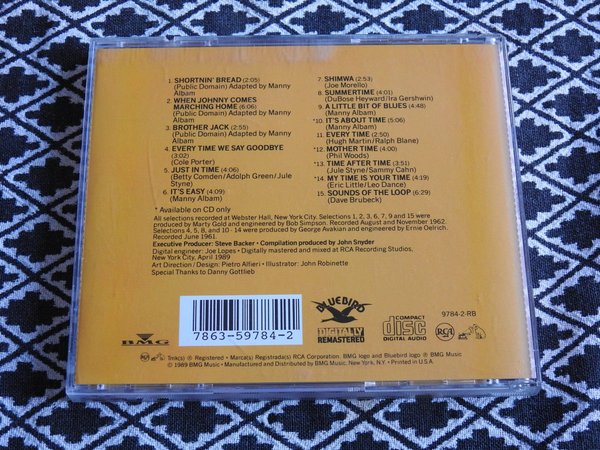 1. SHORTNIN' BREAD (2:05)
(Public Domain) Adapted by Manny
Albam
2. WHEN JOHNNY COMES
MARCHING HOME (6:06)
(Public Domain) Adapted by Manny
Albam
3. BROTHER JACK (2:55)
(Public Domain) Adapted by Manny
Albam
4. EVERY TIME WE SAY GOODBYE
(3:02)
(Cole Porter)
5. JUST IN TIME (4:00)
(Betty Comden/Adolph Green/Jule
Styne)
6. IT'S EASY (4:09)
(Manny Albam)
7. SHIMWA (2:53)
(Joe Morello)
8. SUMMERTIME (4:01)
(DuBose Heyward/Ira Gershwin)
9. A LITTLE BIT OF BLUES (4:48)
(Manny Albam)
*10. IT'S ABOUT TIME (5:06)
(Manny Albam)
11. EVERY TIME (2:30)
(Hugh Martin/Ralph Blane)
*12. MOTHER TIME (4:00)
(Phil Woods)
*13. TIME AFTER TIME (3:51)
(Jule Styne/Sammy Cahn)
*14. MY TIME IS YOUR TIME (4:26)
(Eric Little/Leo Dance)
15. SOUNDS OF THE LOOP (6:29)
(Dave Brubeck)
* Available on CD only
All selections recorded at Webster Hall, New York City. Selections 1, 2, 3, 6, 7, 9 and 15 were
produced by Marty Gold and engineered by Bob Simpson. Recorded August and November 1962.
Selections 4, 5, 8, and 10 - 14 were produced by George Avakian and engineered by Ernie Oelrich.
Recorded June 1961.
Executive Producer: Steve Backer • Compilation produced by John Snyder
Digital engineer: Joe Lopes • Digitally mastered and mixed at RCA Recording Studios,
New York City, April 1989
Art Direction / Design: Pietro Alfieri • Illustrator: John Robinette
Special Thanks to Danny Gottlieb
7863-59784-2
BLUEBIRD
DIGITALLY
REMASTERED
COMPACT
disc
DIGITAL AUDIO
9784-2-RB
RCA
BMG
Tmk(s) ® Registered • Marca(s) Registrada(s) RCA Corporation. BMG logo and Bluebird logo ® BMG Music
© 1989 BMG Music • Manufactured and Distributed by BMG Music, New York, N.Y. • Printed in U.S.A.